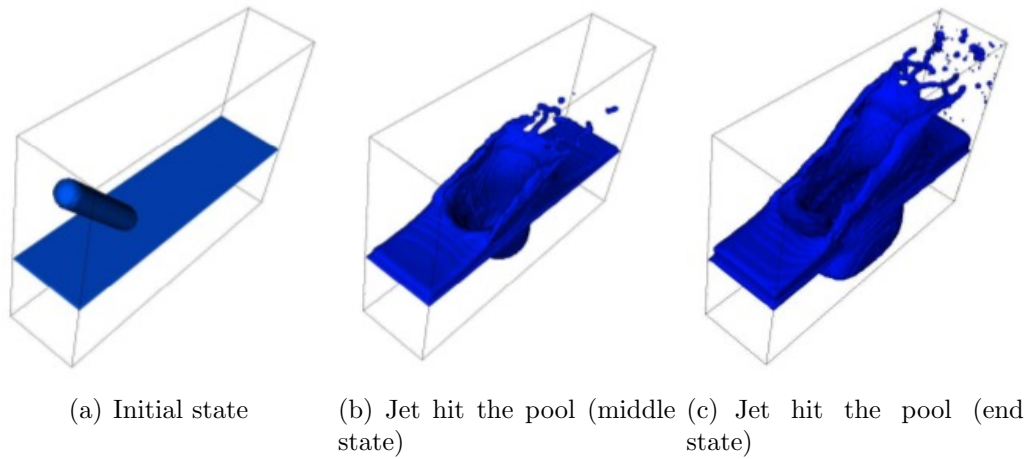 (a) Initial state
(b) Jet hit the pool (middle
state)
(c) Jet hit the pool (end
state)